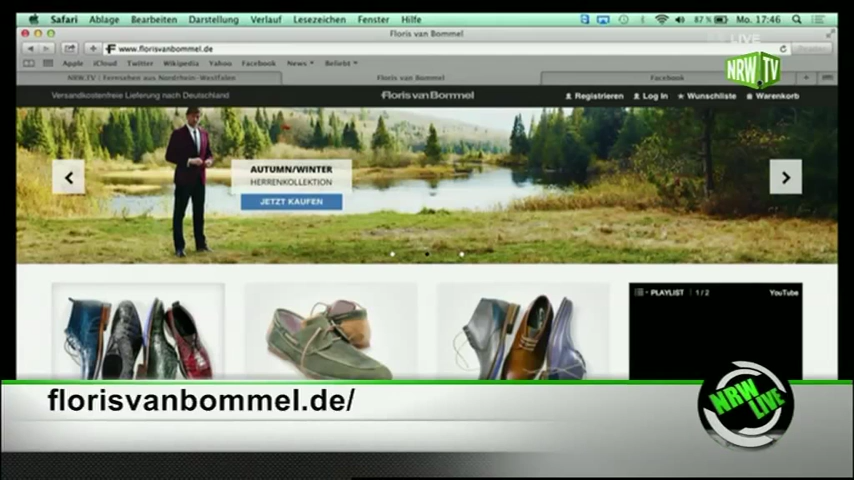 Safari Ablage Bearbeiten Darstellung Verlauf Lesezeichen Fenster Hilfe 87 % Mo. 17:46
Floris van Bommel
LIVE
www.florisvanbommel.de Reader
NRW.TV
Apple iCloud Twitter Wikipedia Yahoo Facebook News Beliebt
NRW.TV / Fernsehen aus Nordrhein-Westfalen Floris van Bommel Facebook
Versandkostenfreie Lieferung nach Deutschland Floris van Bommel Registrieren Log In Wunschliste Warenkorb
AUTUMN/WINTER
HERRENKOLLEKTION
JETZT KAUFEN
PLAYLIST 1/2 YouTube
florisvanbommel.de/
NRW
LIVE